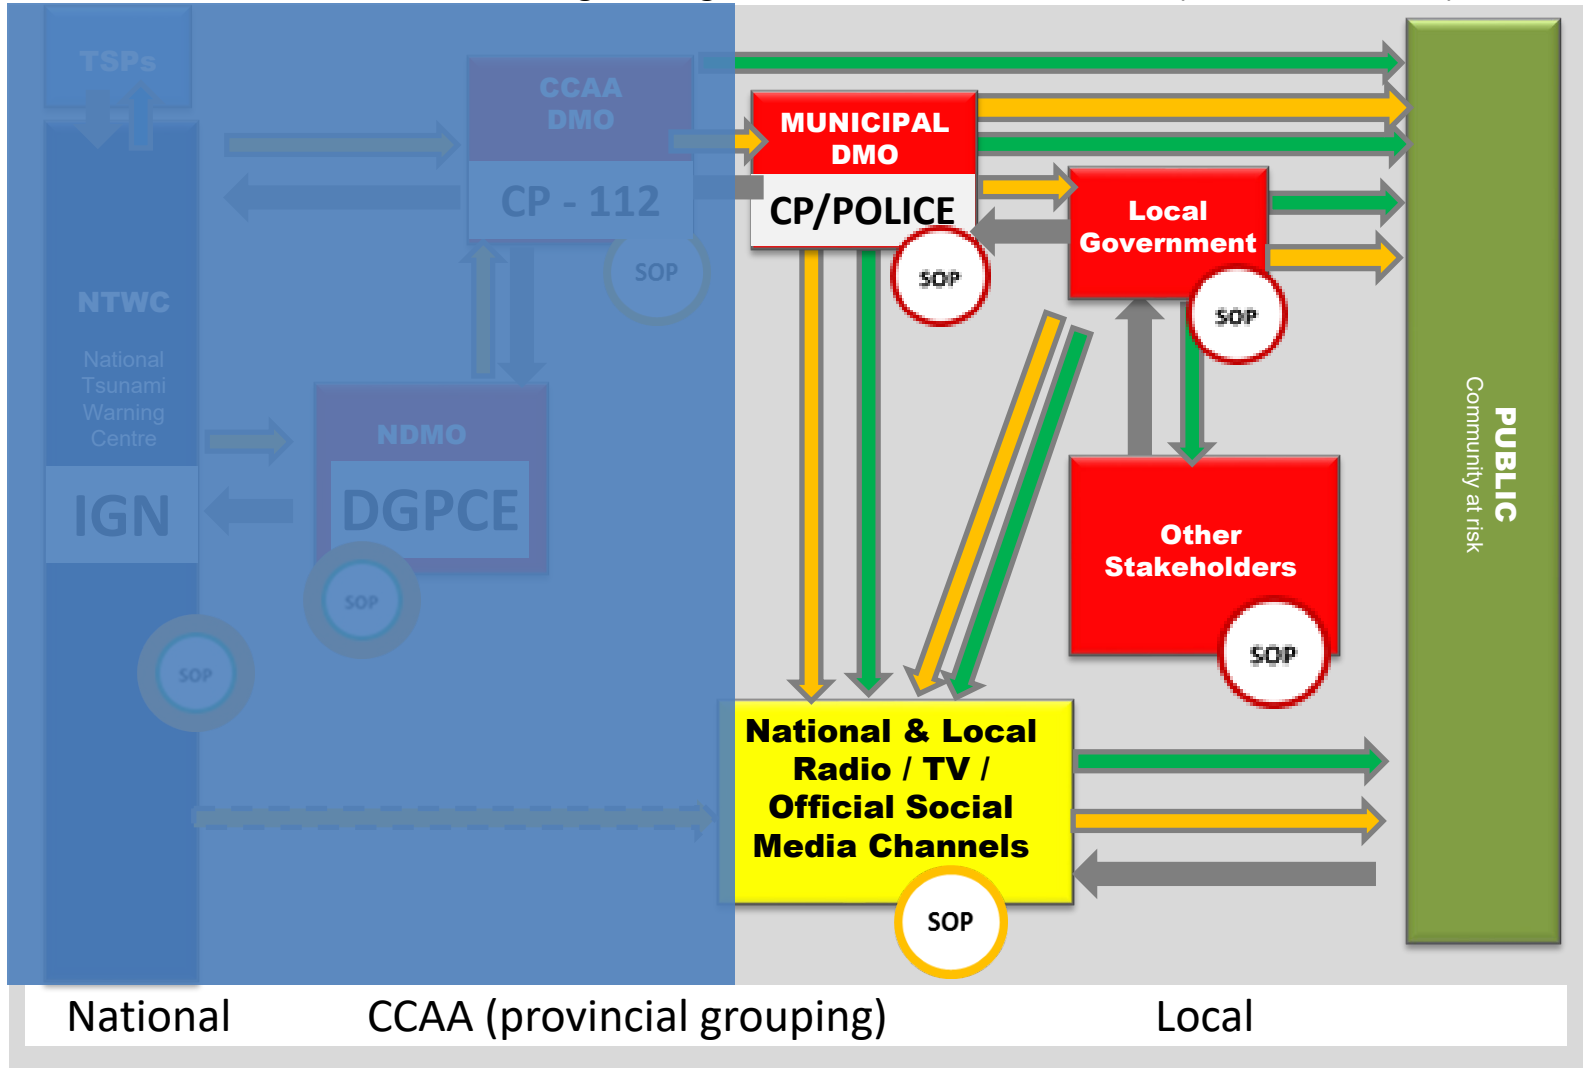 TSPs
CCAA
DMO
CP - 112
SOP
MUNICIPAL
DMO
CP/POLICE
SOP
Local
Government
SOP
NTWC
National
Tsunami
Warning
Centre
IGN
SOP
NDMO
DGPCE
SOP
Other
Stakeholders
SOP
PUBLIC
Community at risk
National & Local
Radio / TV /
Official Social
Media Channels
SOP
National
CCAA (provincial grouping)
Local